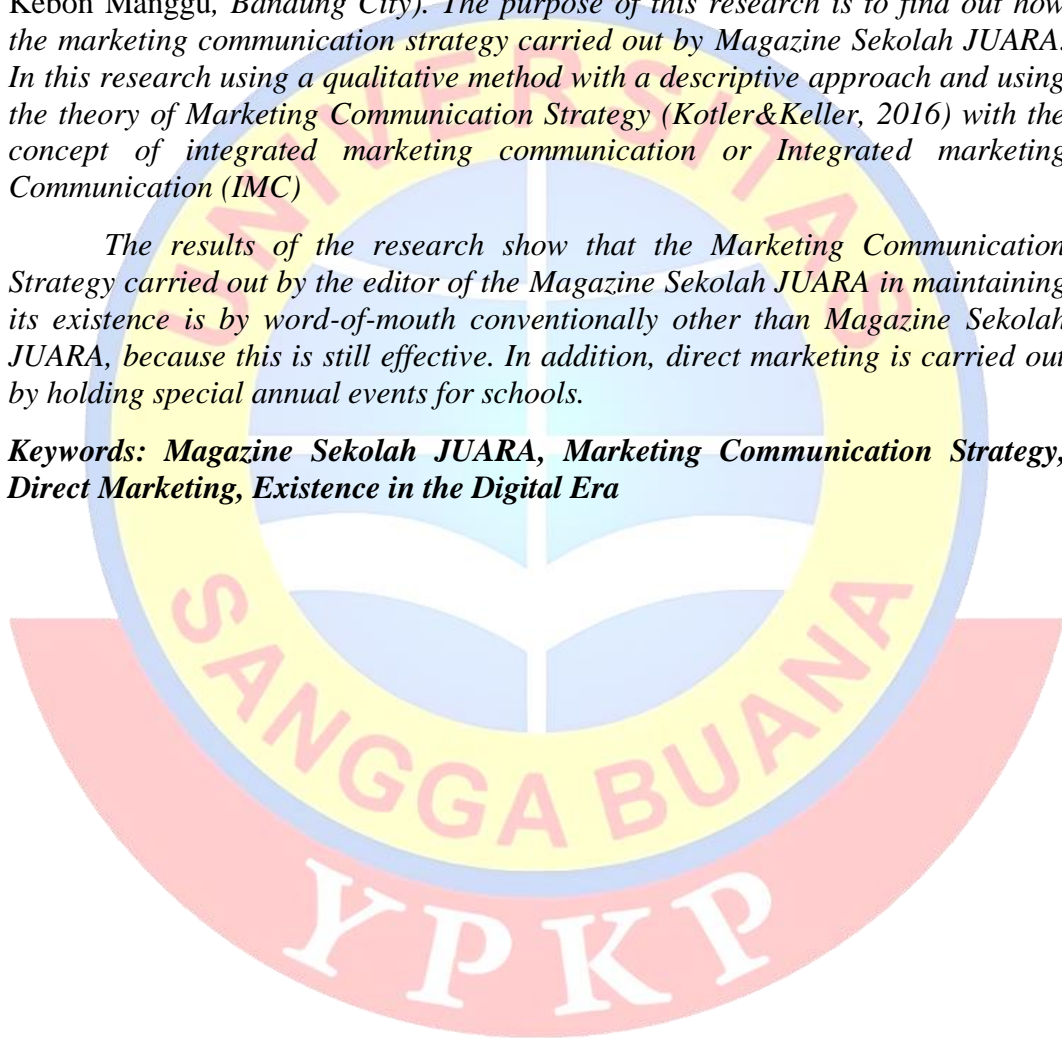 Kebon Manggu, Bandung City). The purpose of this research is to find out how
the marketing communication strategy carried out by Magazine Sekolah JUARA.
In this research using a qualitative method with a descriptive approach and using
the theory of Marketing Communication Strategy (Kotler&Keller, 2016) with the
concept of integrated marketing communication or Integrated marketing
Communication (IMC)
The results of the research show that the Marketing Communication
Strategy carried out by the editor of the Magazine Sekolah JUARA in maintaining
its existence is by word-of-mouth conventionally other than Magazine Sekolah
JUARA, because this is still effective. In addition, direct marketing is carried out
by holding special annual events for schools.
Keywords: Magazine Sekolah JUARA, Marketing Communication Strategy,
Direct Marketing, Existence in the Digital Era
UNIVERSITAS
SANGGA BUANA
YPKP